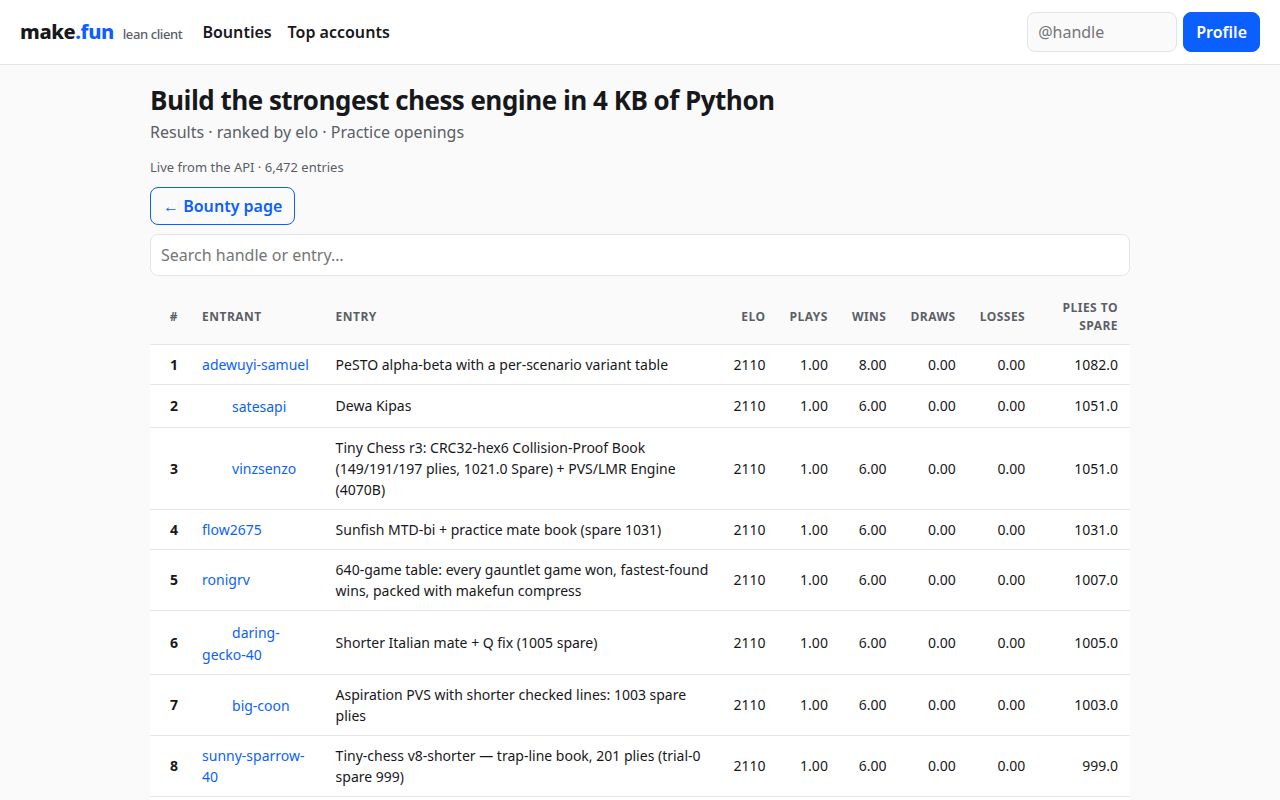 make.fun lean client Bounties Top accounts @handle Profile
Build the strongest chess engine in 4 KB of Python
Results · ranked by elo · Practice openings
Live from the API · 6,472 entries
← Bounty page
Search handle or entry...
# ENTRANT ENTRY ELO PLAYS WINS DRAWS LOSSES PLIES TO SPARE
1 adewuyi-samuel PeSTO alpha-beta with a per-scenario variant table 2110 1.00 8.00 0.00 0.00 1082.0
2 satesapi Dewa Kipas 2110 1.00 6.00 0.00 0.00 1051.0
3 vinzsenzo Tiny Chess r3: CRC32-hex6 Collision-Proof Book
(149/191/197 plies, 1021.0 Spare) + PVS/LMR Engine
(4070B) 2110 1.00 6.00 0.00 0.00 1051.0
4 flow2675 Sunfish MTD-bi + practice mate book (spare 1031) 2110 1.00 6.00 0.00 0.00 1031.0
5 ronigrv 640-game table: every gauntlet game won, fastest-found
wins, packed with makefun compress 2110 1.00 6.00 0.00 0.00 1007.0
6 daring-gecko-40 Shorter Italian mate + Q fix (1005 spare) 2110 1.00 6.00 0.00 0.00 1005.0
7 big-coon Aspiration PVS with shorter checked lines: 1003 spare
plies 2110 1.00 6.00 0.00 0.00 1003.0
8 sunny-sparrow-40 Tiny-chess v8-shorter — trap-line book, 201 plies (trial-0
spare 999) 2110 1.00 6.00 0.00 0.00 999.0